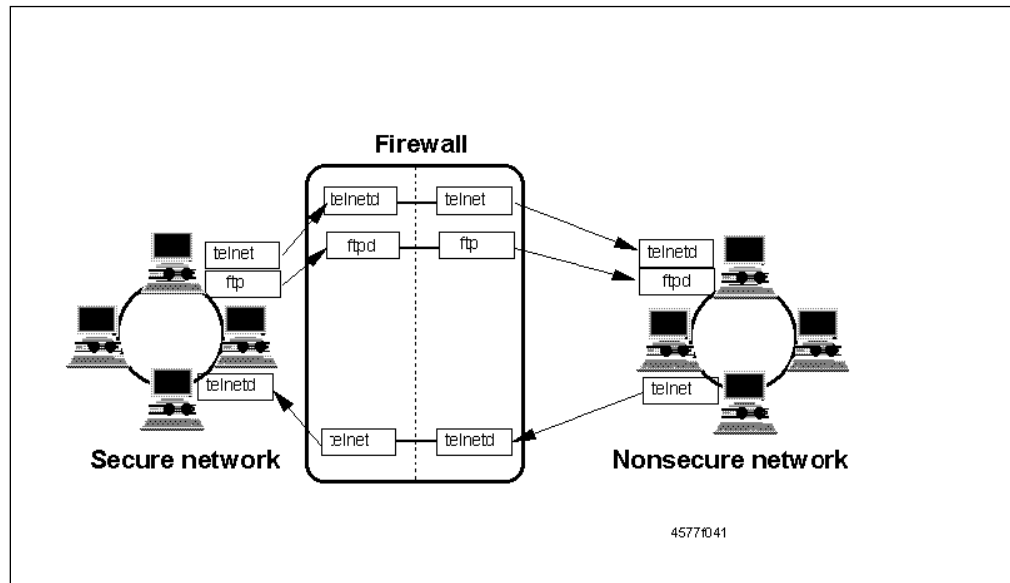 Firewall
telnetd
telnet
ftpd
ftp
telnet
ftp
telnetd
ftpd
telnetd
telnet
telnet
telnetd
Secure network
Nonsecure network
4577f041